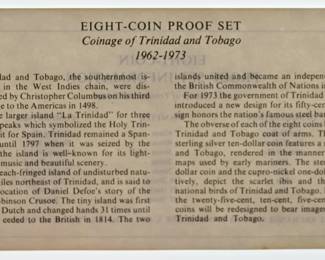 EIGHT-COIN PROOF SET
Coinage of Trinidad and Tobago
1962-1973
dad and Tobago, the southernmost is-
in the West Indies chain, were dis-
d by Christopher Columbus on his third
to the Americas in 1498.
e larger island "La Trinidad" for three
peaks which symbolized the Holy Trin-
it for Spain. Trinidad remained a Span-
until 1797 when it was seized by the
the island is well-known for its light-
music and beautiful scenery.
each-fringed island of undisturbed natu-
miles northeast of Trinidad, and is said to
location of Daniel Defoe's story of the
binson Crusoe. The tiny island was first
Dutch and changed hands 31 times until
ceded to the British in 1814. The two
islands united and became an independen
the British Commonwealth of Nations i
For 1973 the government of Trinidad
introduced a new design for its fifty-cen
sign honors the nation's famous steel ba
The obverse of each of the eight coins b
Trinidad and Tobago coat of arms. Th
sterling silver ten-dollar coin features a
and Tobago, rendered in the manner
maps used by early mariners. The ste
dollar coin and the cupro-nickel one-do
tively, depict the scarlet ibis and th
national birds of Trinidad and Tobago.
the twenty-five-cent, ten-cent, five-cen
coins will be redesigned to bear images
Trinidad and Tobago.